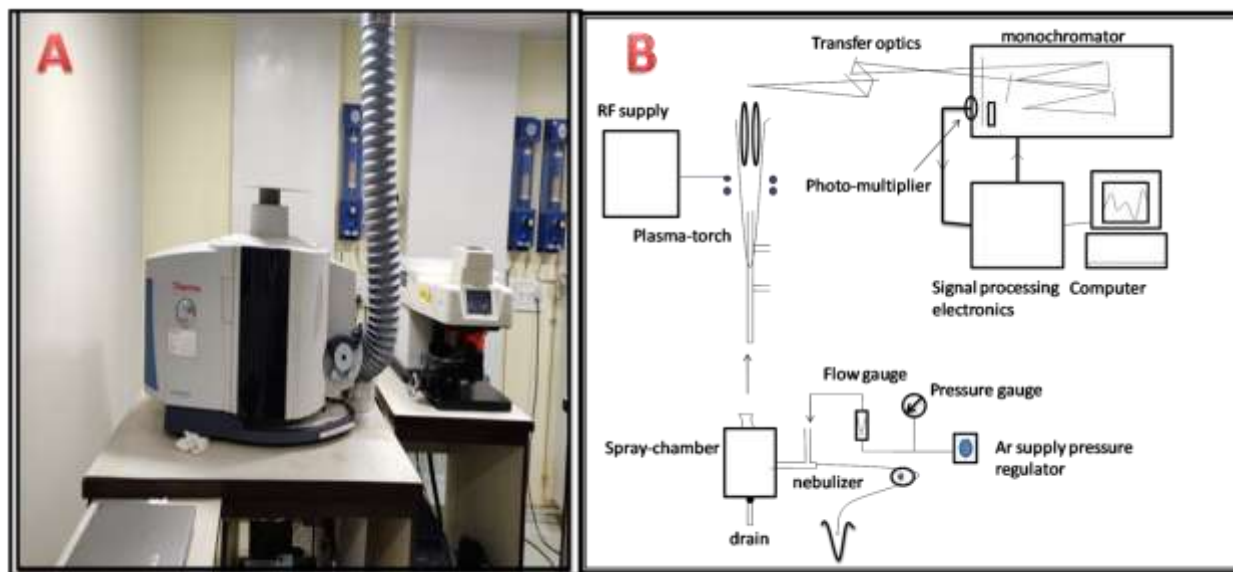 A
Thermo
B
Transfer optics
monochromator
RF supply
Photo-multiplier
Plasma-torch
Signal processing
electronics
Computer
Flow gauge
Pressure gauge
Spray-chamber
nebulizer
Ar supply pressure
regulator
drain